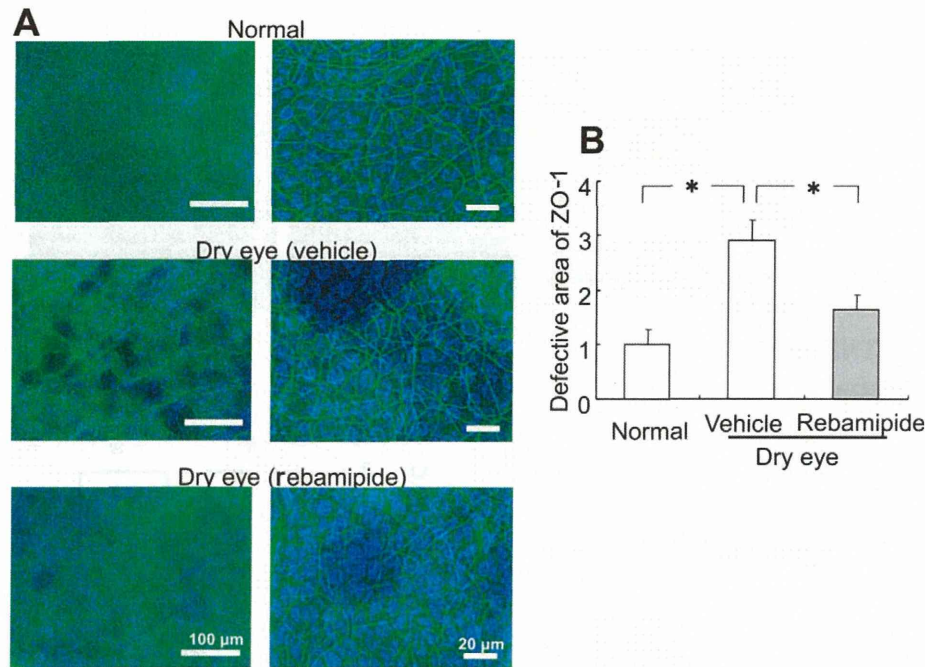 A
Normal
Dry eye (vehicle)
Dry eye (rebamipide)
100 µm
20 µm
B
Defective area of ZO-1
4
3
2
1
0
*
*
Normal
Vehicle
Rebamipide
Dry eye